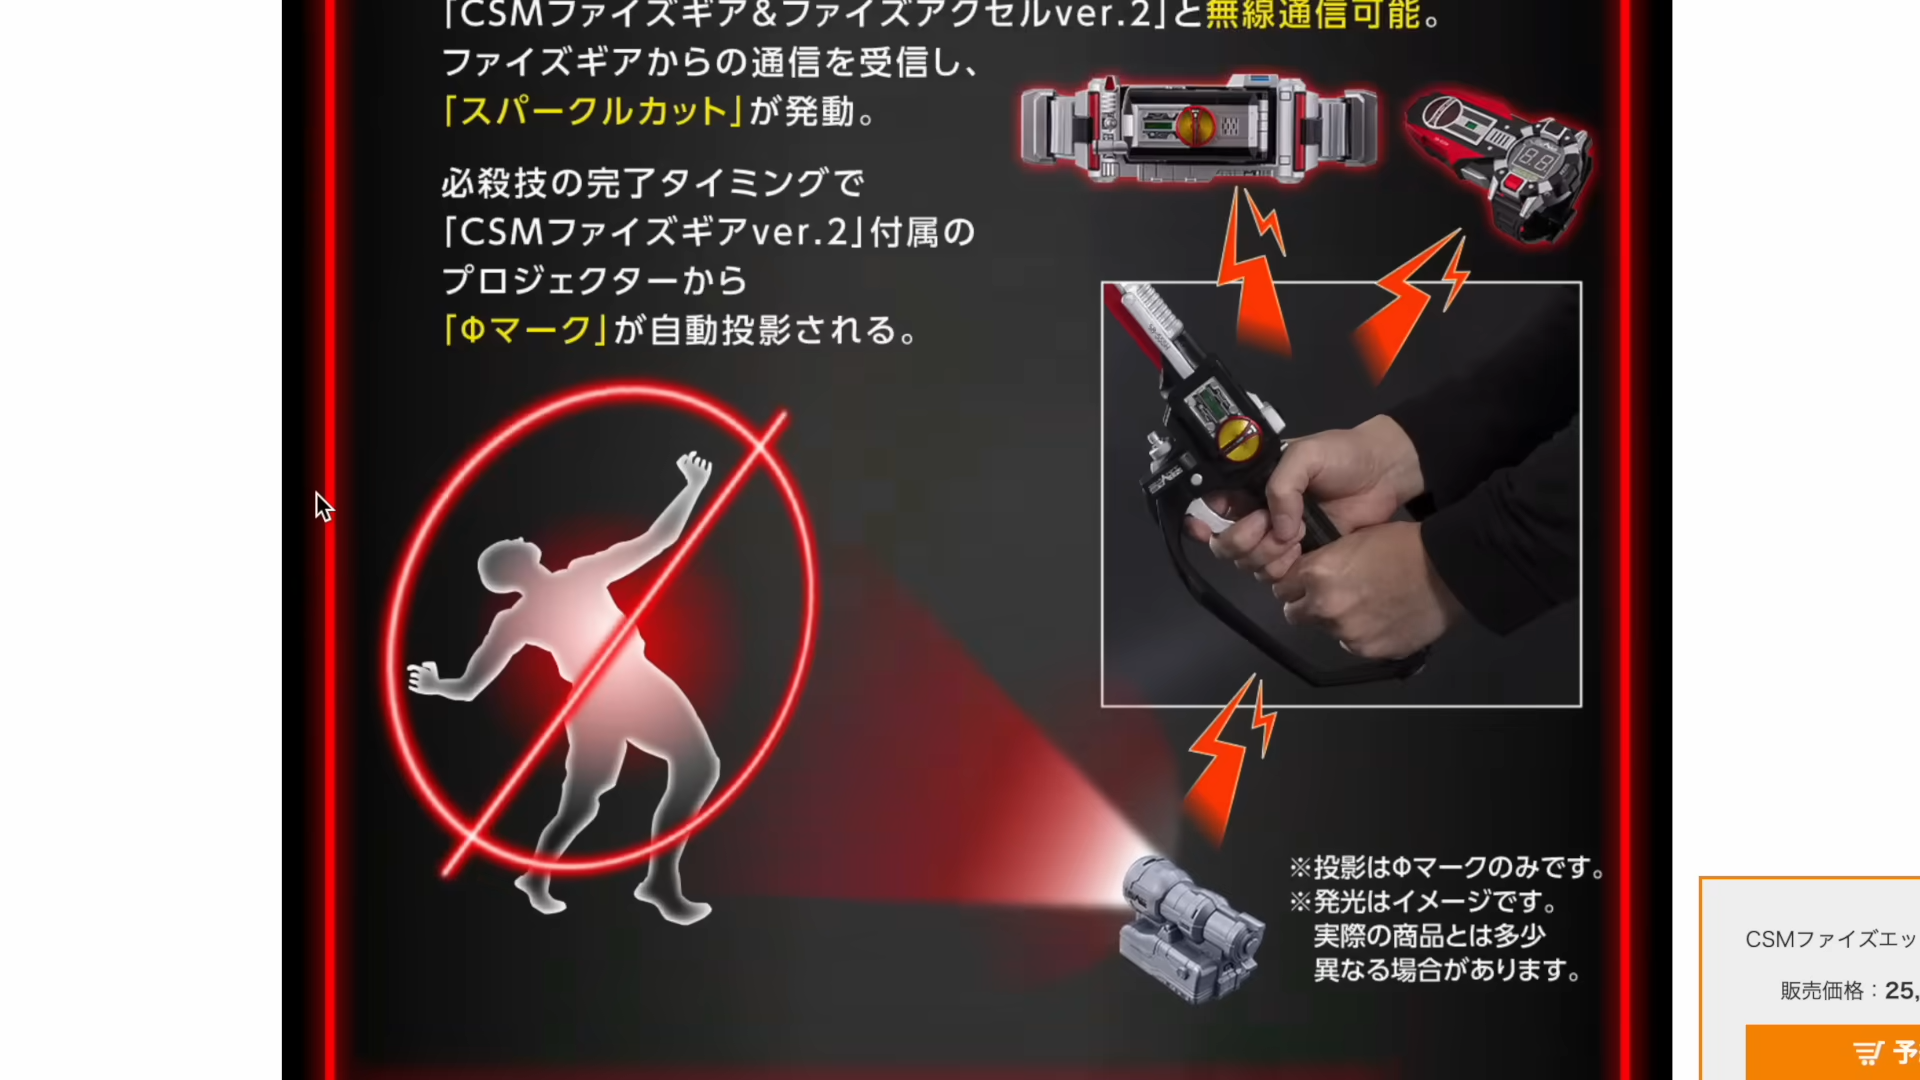 「CSMファイズギア&ファイズアクセルver.2」と無線通信可能。
ファイズギアからの通信を受信し、
「スパークルカット」が発動。
必殺技の完了タイミングで
「CSMファイズギアver.2」付属の
プロジェクターから
「Φマーク」が自動投影される。
※投影はΦマークのみです。
※発光はイメージです。
実際の商品とは多少
異なる場合があります。
CSMファイズエッ
販売価格：25,
予